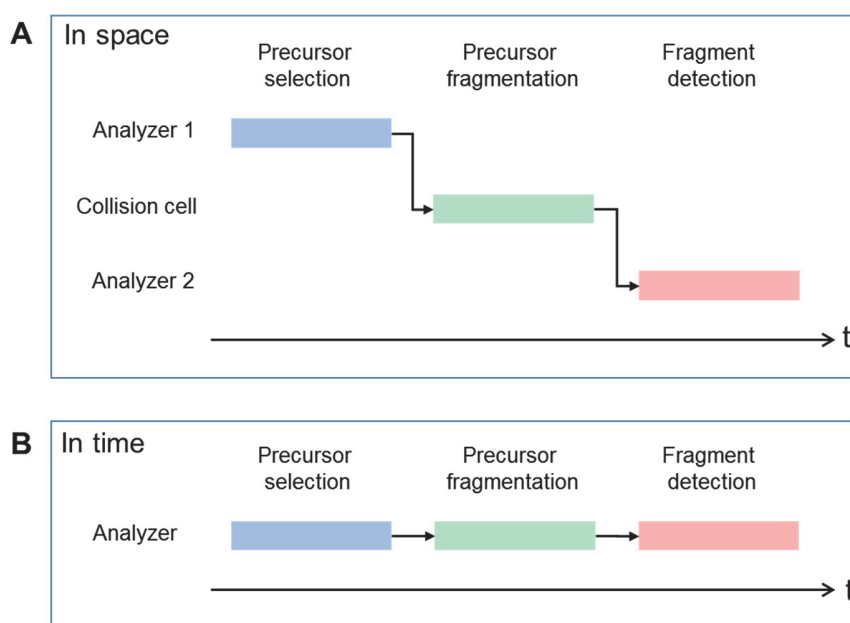 A
In space
Precursor
selection
Precursor
fragmentation
Fragment
detection
Analyzer 1
Collision cell
Analyzer 2
t
B
In time
Precursor
selection
Precursor
fragmentation
Fragment
detection
Analyzer
t